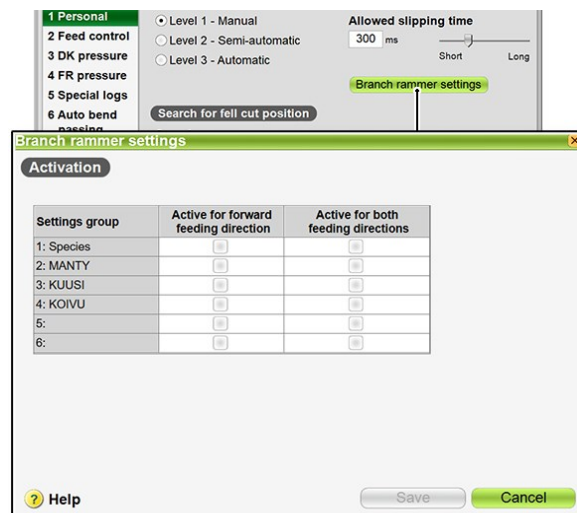 1 Personal
2 Feed control
3 DK pressure
4 FR pressure
5 Special logs
6 Auto bend
passing
Level 1 - Manual
Level 2 - Semi-automatic
Level 3 - Automatic
Search for fell cut position
Allowed slipping time
300 ms
Short Long
Branch rammer settings
Branch rammer settings
Activation
Settings group Active for forward feeding direction Active for both feeding directions
1: Species
2: MANTY
3: KUUSI
4: KOIVU
5:
6:
? Help Save Cancel